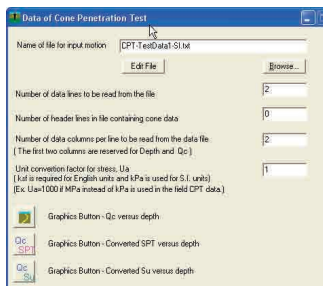 Data of Cone Penetration Test
Name of file for input motion CPT-TestData1-SI.txt
Edit File Browse...
Number of data lines to be read from the file 2
Number of header lines in file containing cone data 0
Number of data columns per line to be read from the data file 2
( The first two columns are reserved for Depth and Qc )
Unit convertion factor for stress, Ua 1
( ksf is required for English units and kPa is used for S.I. units)
(Ex. Ua=1000 if MPa instead of kPa is used in the field CPT data.)
Graphics Button - Qc versus depth
Qc SPT Graphics Button - Converted SPT versus depth
Qc Su Graphics Button - Converted Su versus depth